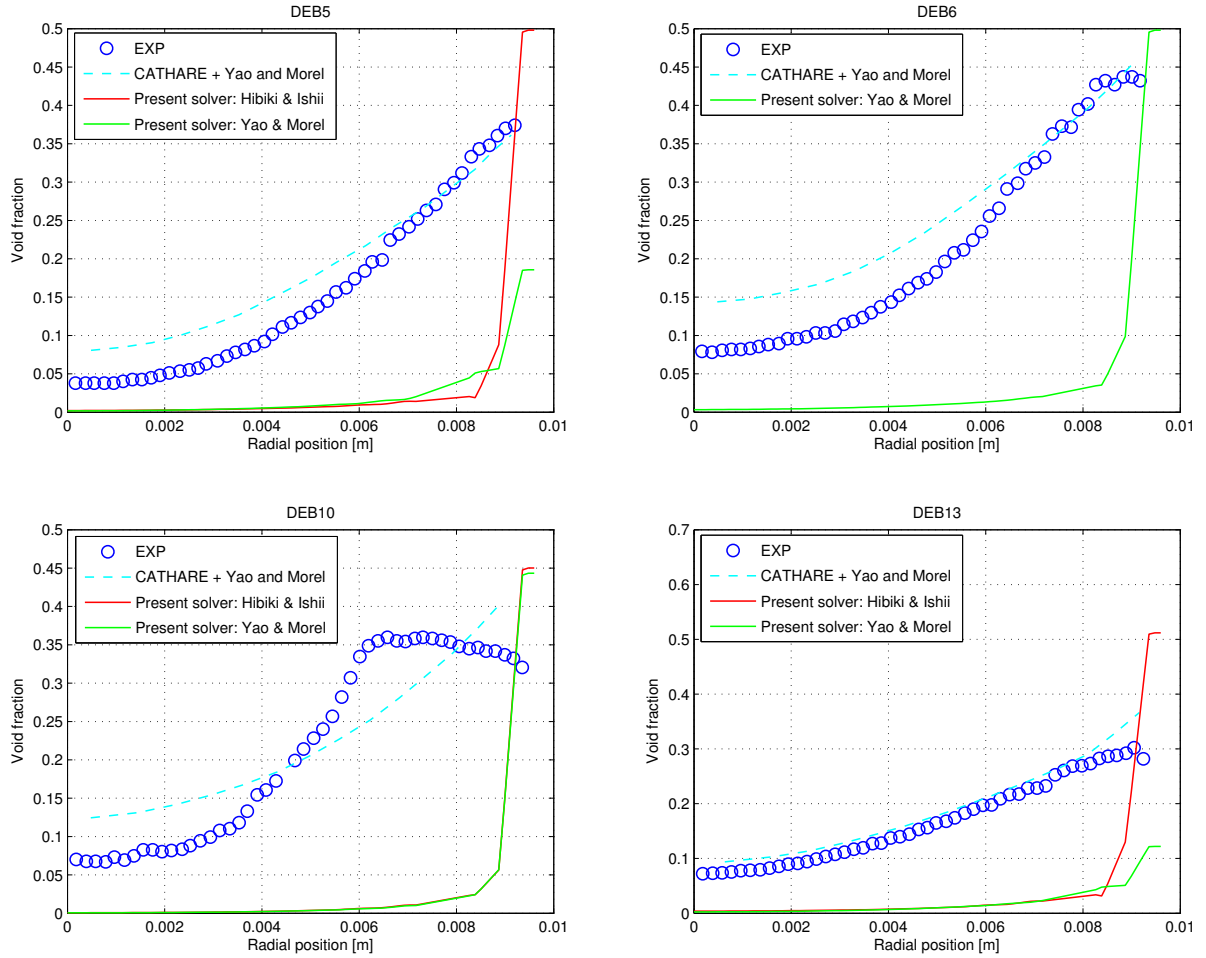 DEB5
0.5
0.45
0.4
0.35
0.3
0.25
0.2
0.15
0.1
0.05
0
Void fraction
EXP
CATHARE + Yao and Morel
Present solver: Hibiki & Ishii
Present solver: Yao & Morel
0 0.002 0.004 0.006 0.008 0.01
Radial position [m]
DEB6
0.5
0.45
0.4
0.35
0.3
0.25
0.2
0.15
0.1
0.05
0
Void fraction
EXP
CATHARE + Yao and Morel
Present solver: Yao & Morel
0 0.002 0.004 0.006 0.008 0.01
Radial position [m]
DEB10
0.5
0.45
0.4
0.35
0.3
0.25
0.2
0.15
0.1
0.05
0
Void fraction
EXP
CATHARE + Yao and Morel
Present solver: Hibiki & Ishii
Present solver: Yao & Morel
0 0.002 0.004 0.006 0.008 0.01
Radial position [m]
DEB13
0.7
0.6
0.5
0.4
0.3
0.2
0.1
0
Void fraction
EXP
CATHARE + Yao and Morel
Present solver: Hibiki & Ishii
Present solver: Yao & Morel
0 0.002 0.004 0.006 0.008 0.01
Radial position [m]